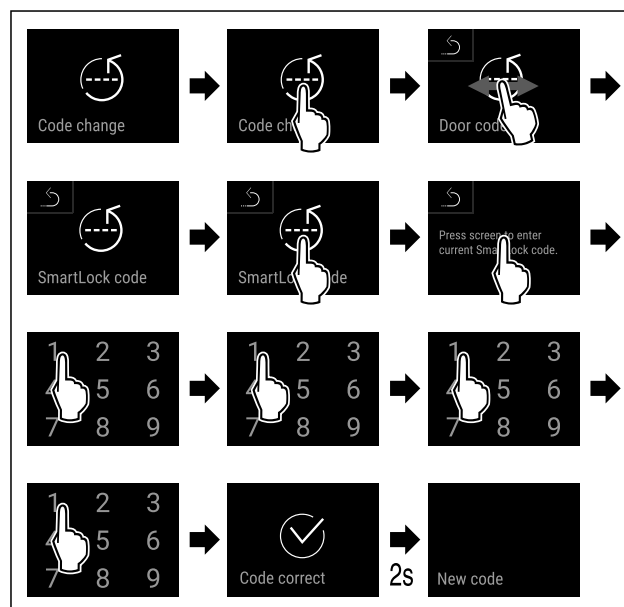 Code change
Code ch
Door code
SmartLock code
SmartLo de
Press screen to enter
current Smar ock code.
1 2 3
4 5 6
7 8 9
1 2 3
4 5 6
7 8 9
1 2 3
4 5 6
7 8 9
1 2 3
4 5 6
7 8 9
Code correct
2s
New code